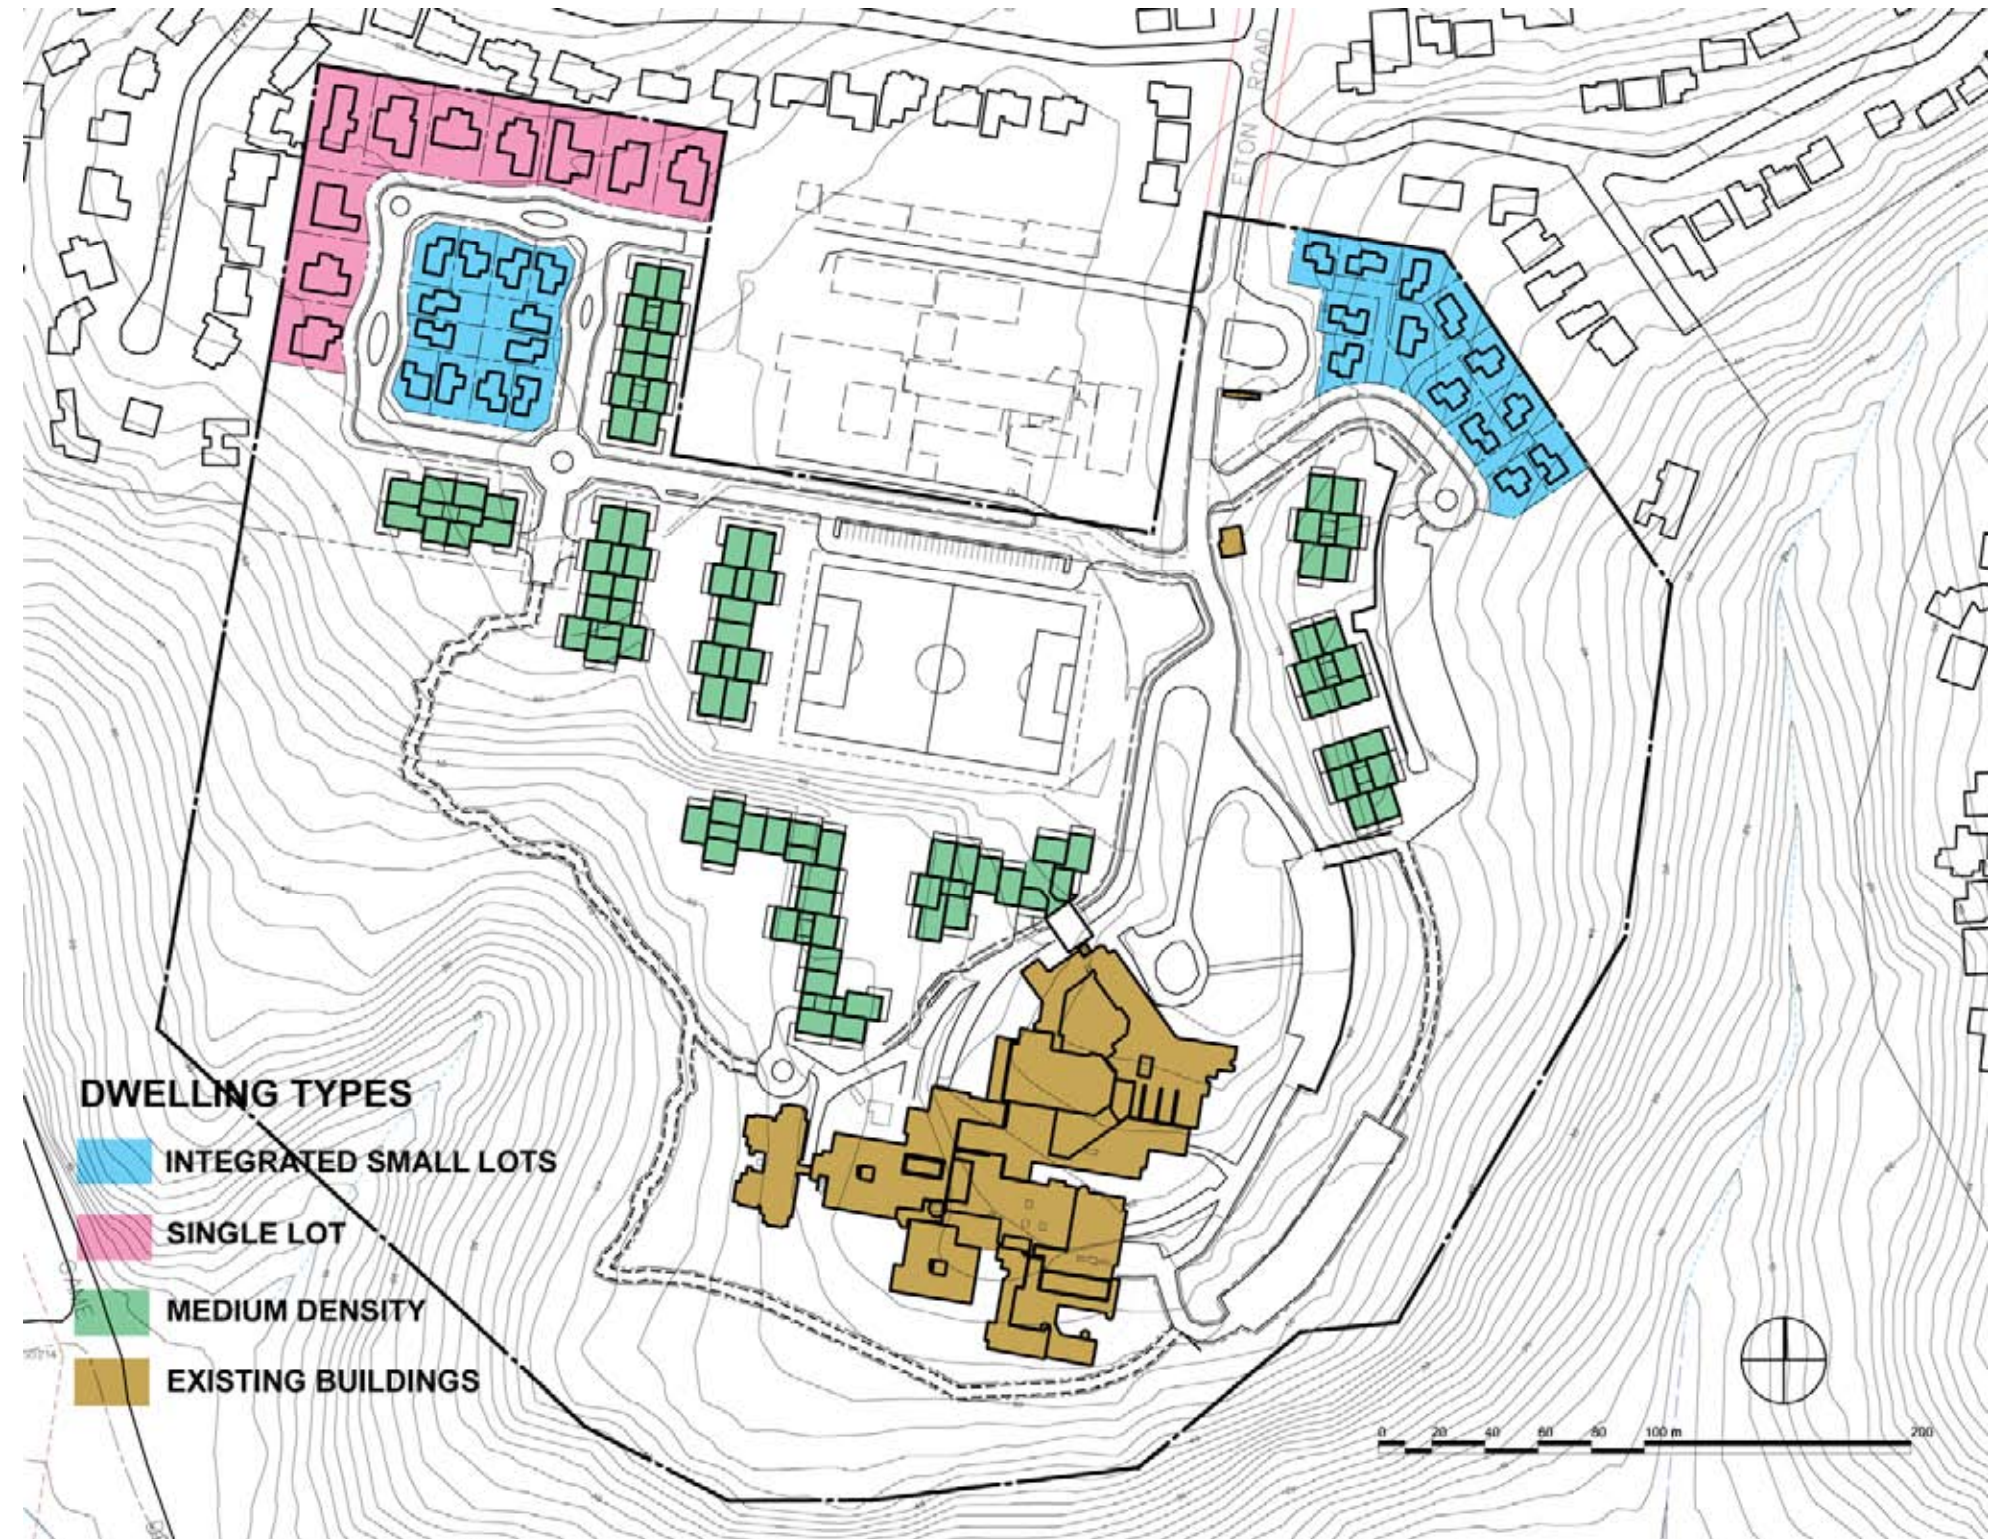 ETON ROAD
DWELLING TYPES
INTEGRATED SMALL LOTS
SINGLE LOT
MEDIUM DENSITY
EXISTING BUILDINGS
0 20 40 60 80 100 m 200